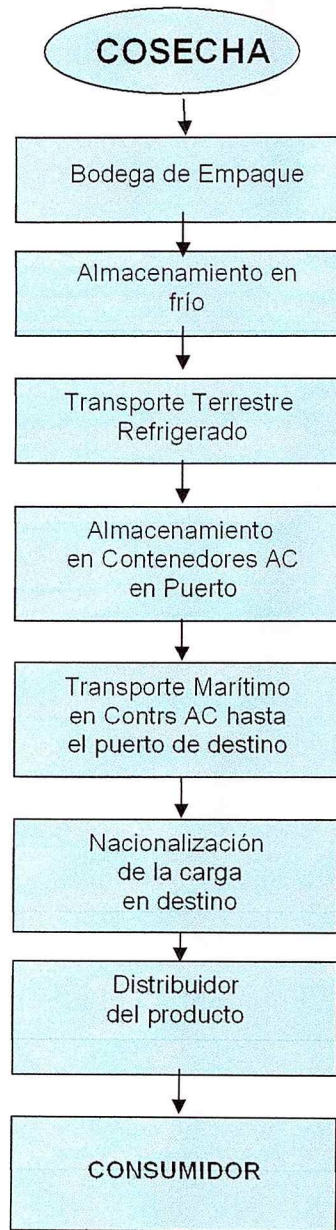 COSECHA
Bodega de Empaque
Almacenamiento en
frío
Transporte Terrestre
Refrigerado
Almacenamiento
en Contenedores AC
en Puerto
Transporte Marítimo
en Contrs AC hasta
el puerto de destino
Nacionalización
de la carga
en destino
Distribuidor
del producto
CONSUMIDOR